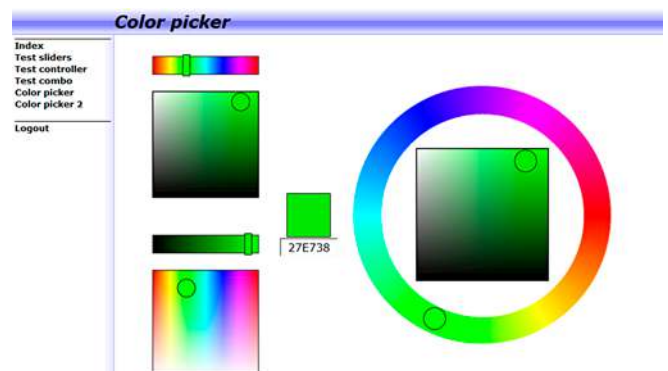 Color picker
Index
Test sliders
Test controller
Test combo
Color picker
Color picker 2
Logout
27E738